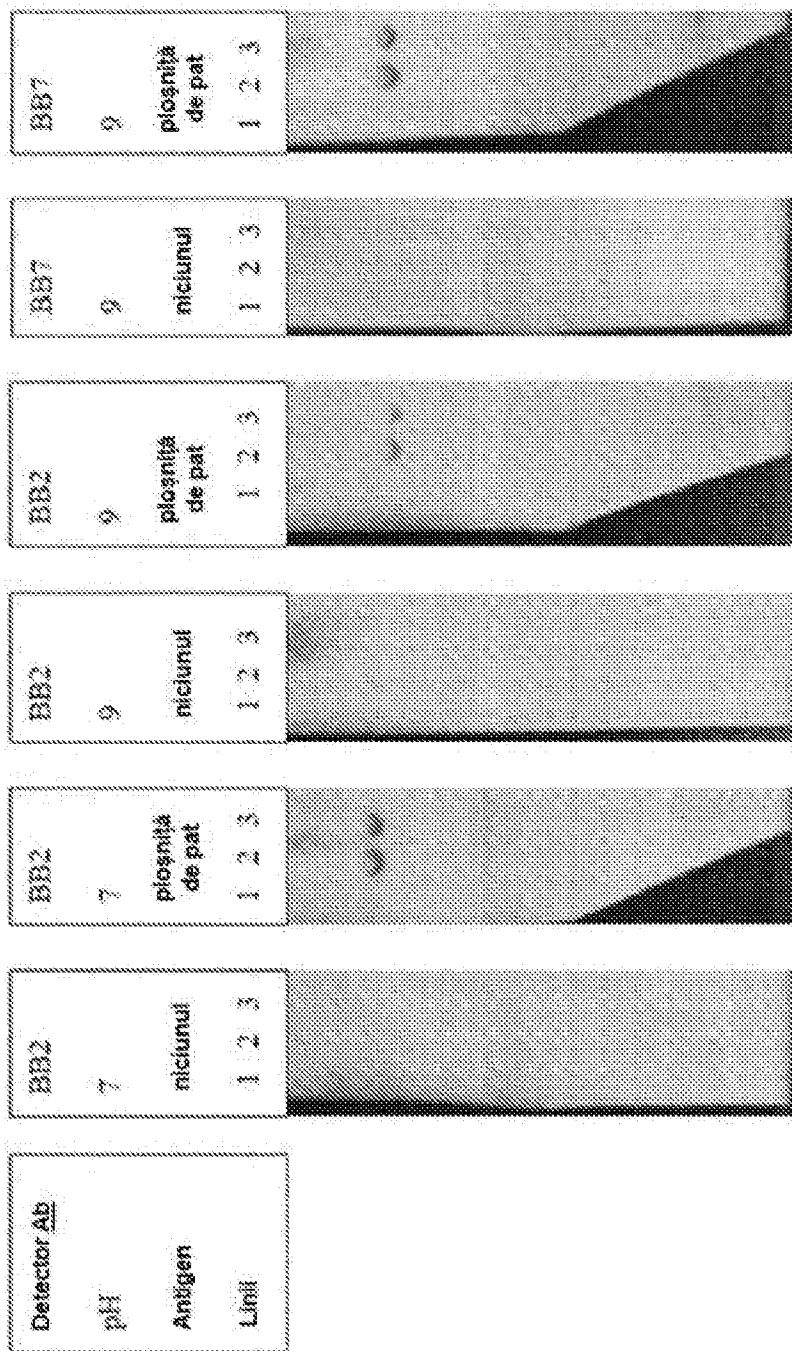 Detector Ab
pH
Antigen
Linii
BB2
7
niciunul
1 2 3
BB2
7
ploșniță
de pat
1 2 3
BB2
9
niciunul
1 2 3
BB2
9
ploșniță
de pat
1 2 3
BB7
9
niciunul
1 2 3
BB7
9
ploșniță
de pat
1 2 3